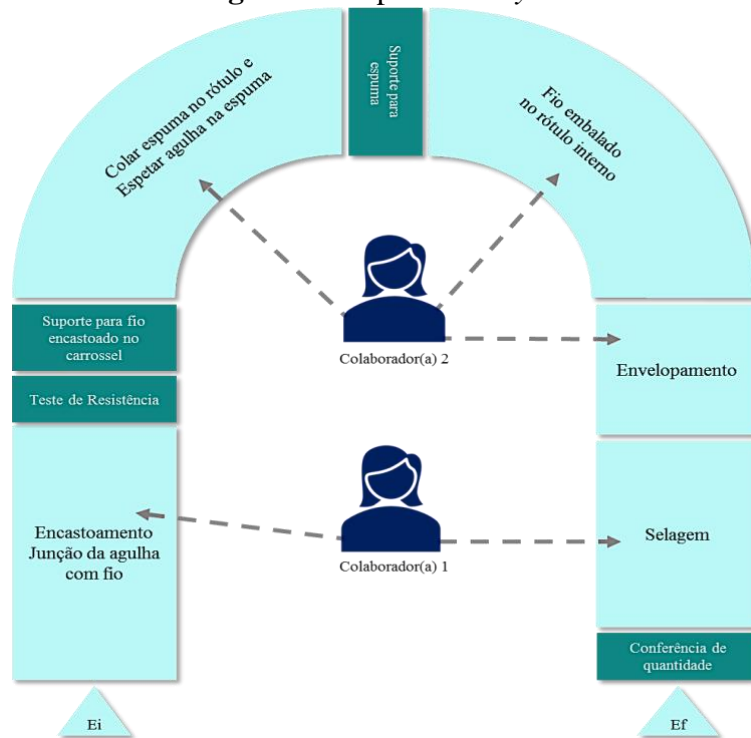 Colar espuma no rótulo e
Espetar agulha na espuma
Suporte para
espuma
Fio embalado
no rótulo interno
Suporte para fio
encastoado no
carrossel
Teste de Resistência
Encastoamento
Junção da agulha
com fio
Colaborador(a) 2
Colaborador(a) 1
Envelopamento
Selagem
Conferência de
quantidade
Ei
Ef